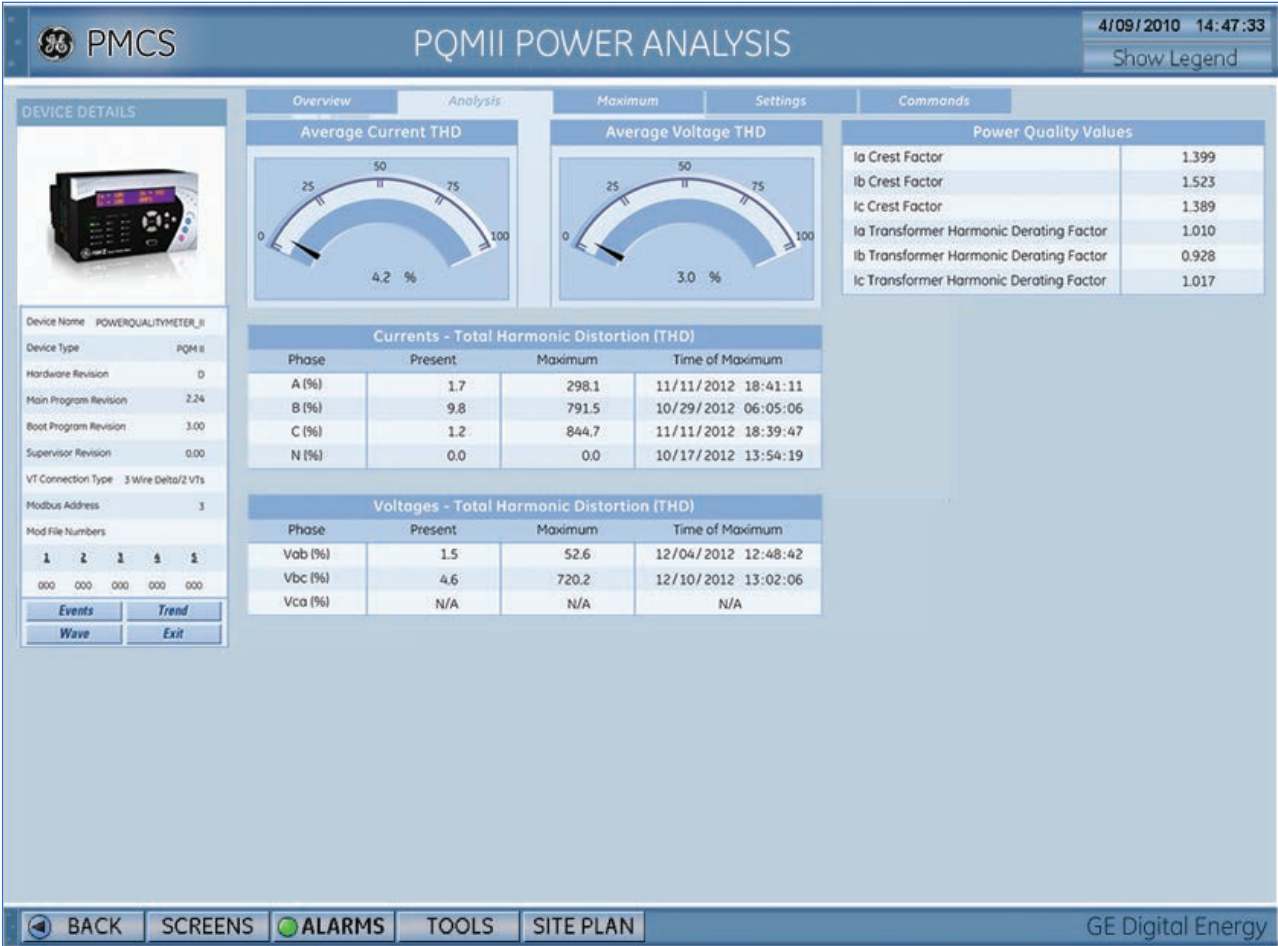 PMCS
PQMII POWER ANALYSIS
4/09/2010 14:47:33
Show Legend
DEVICE DETAILS
Overview
Analysis
Maximum
Settings
Commands
Device Name POWERQUALITYMETER_II
Device Type PQM II
Hardware Revision D
Main Program Revision 2.24
Boot Program Revision 3.00
Supervisor Revision 0.00
VT Connection Type 3 Wire Delta/2 VTs
Modbus Address 3
Mod File Numbers
1 2 3 4 5
000 000 000 000 000
Events Trend
Wave Exit
Average Current THD
0 25 50 75 100
4.2 %
Average Voltage THD
0 25 50 75 100
3.0 %
Power Quality Values
Ia Crest Factor 1.399
Ib Crest Factor 1.523
Ic Crest Factor 1.389
Ia Transformer Harmonic Derating Factor 1.010
Ib Transformer Harmonic Derating Factor 0.928
Ic Transformer Harmonic Derating Factor 1.017
Currents - Total Harmonic Distortion (THD)
Phase Present Maximum Time of Maximum
A (%) 1.7 298.1 11/11/2012 18:41:11
B (%) 9.8 791.5 10/29/2012 06:05:06
C (%) 1.2 844.7 11/11/2012 18:39:47
N (%) 0.0 0.0 10/17/2012 13:54:19
Voltages - Total Harmonic Distortion (THD)
Phase Present Maximum Time of Maximum
Vab (%) 1.5 52.6 12/04/2012 12:48:42
Vbc (%) 4.6 720.2 12/10/2012 13:02:06
Vca (%) N/A N/A N/A
BACK
SCREENS
ALARMS
TOOLS
SITE PLAN
GE Digital Energy